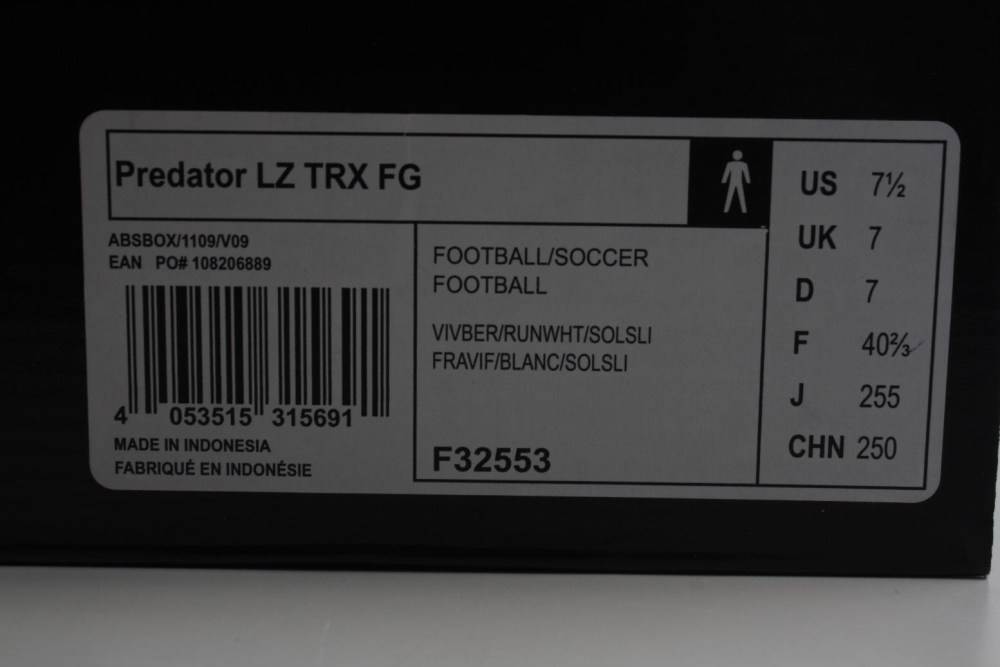 Predator LZ TRX FG
ABSBOX/1109/V09
EAN PO# 108206889
4 053515 315691
MADE IN INDONESIA
FABRIQUÉ EN INDONÉSIE
FOOTBALL/SOCCER
FOOTBALL
VIVBER/RUNWHT/SOLSLI
FRAVIF/BLANC/SOLSLI
F32553
US 7½
UK 7
D 7
F 40⅔
J 255
CHN 250